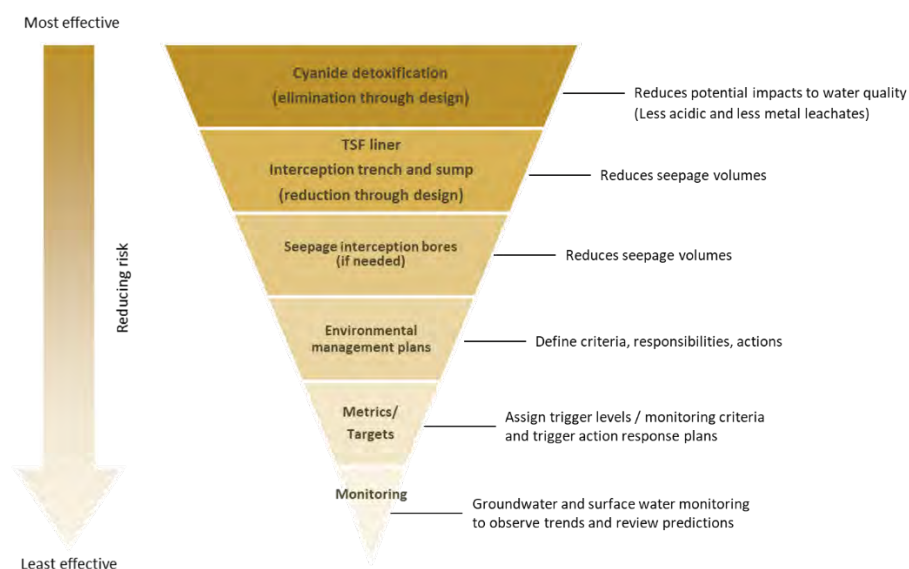 Most effective
Cyanide detoxification
(elimination through design)
Reduces potential impacts to water quality
(Less acidic and less metal leachates)
TSF liner
Interception trench and sump
(reduction through design)
Reduces seepage volumes
Seepage interception bores
(if needed)
Reduces seepage volumes
Reducing risk
Environmental
management plans
Define criteria, responsibilities, actions
Metrics/
Targets
Assign trigger levels / monitoring criteria
and trigger action response plans
Monitoring
Groundwater and surface water monitoring
to observe trends and review predictions
Least effective